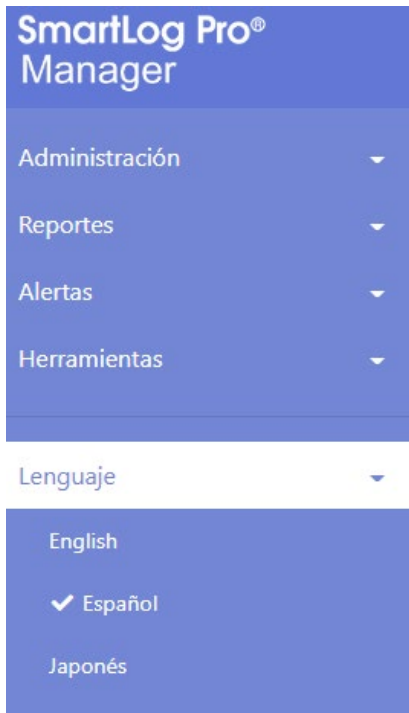 SmartLog Pro®
Manager
Administración
Reportes
Alertas
Herramientas
Lenguaje
English
Español
Japonés